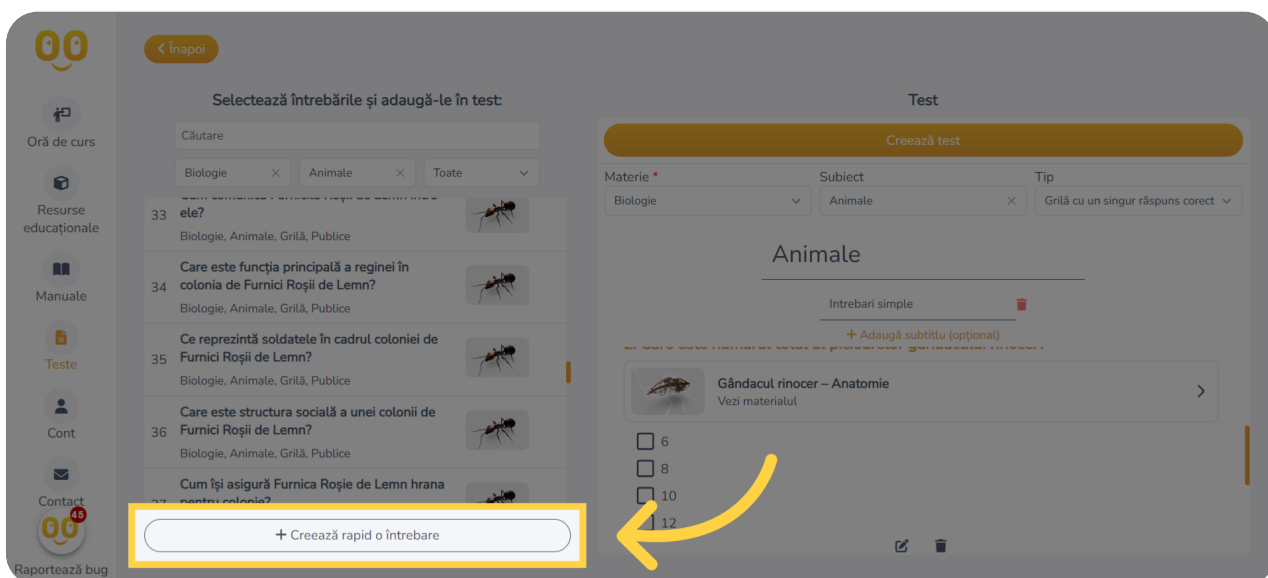 Înapoi
Oră de curs
Resurse
educaționale
Manuale
Teste
Cont
Contact
45
Raportează bug
Selectează întrebările și adaugă-le în test:
Căutare
Biologie
Animale
Toate
33
ele?
Biologie, Animale, Grilă, Publice
34
Care este funcția principală a reginei în
colonia de Furnici Roșii de Lemn?
Biologie, Animale, Grilă, Publice
35
Ce reprezintă soldatele în cadrul coloniei de
Furnici Roșii de Lemn?
Biologie, Animale, Grilă, Publice
36
Care este structura socială a unei colonii de
Furnici Roșii de Lemn?
Biologie, Animale, Grilă, Publice
Cum își asigură Furnica Roșie de Lemn hrana
pentru colonie?
+ Creează rapid o întrebare
Test
Creează test
Materie *
Biologie
Subiect
Animale
Tip
Grilă cu un singur răspuns corect
Animale
Intrebari simple
+ Adaugă subtitlu (opțional)
Gândacul rinocer – Anatomie
Vezi materialul
6
8
10
12